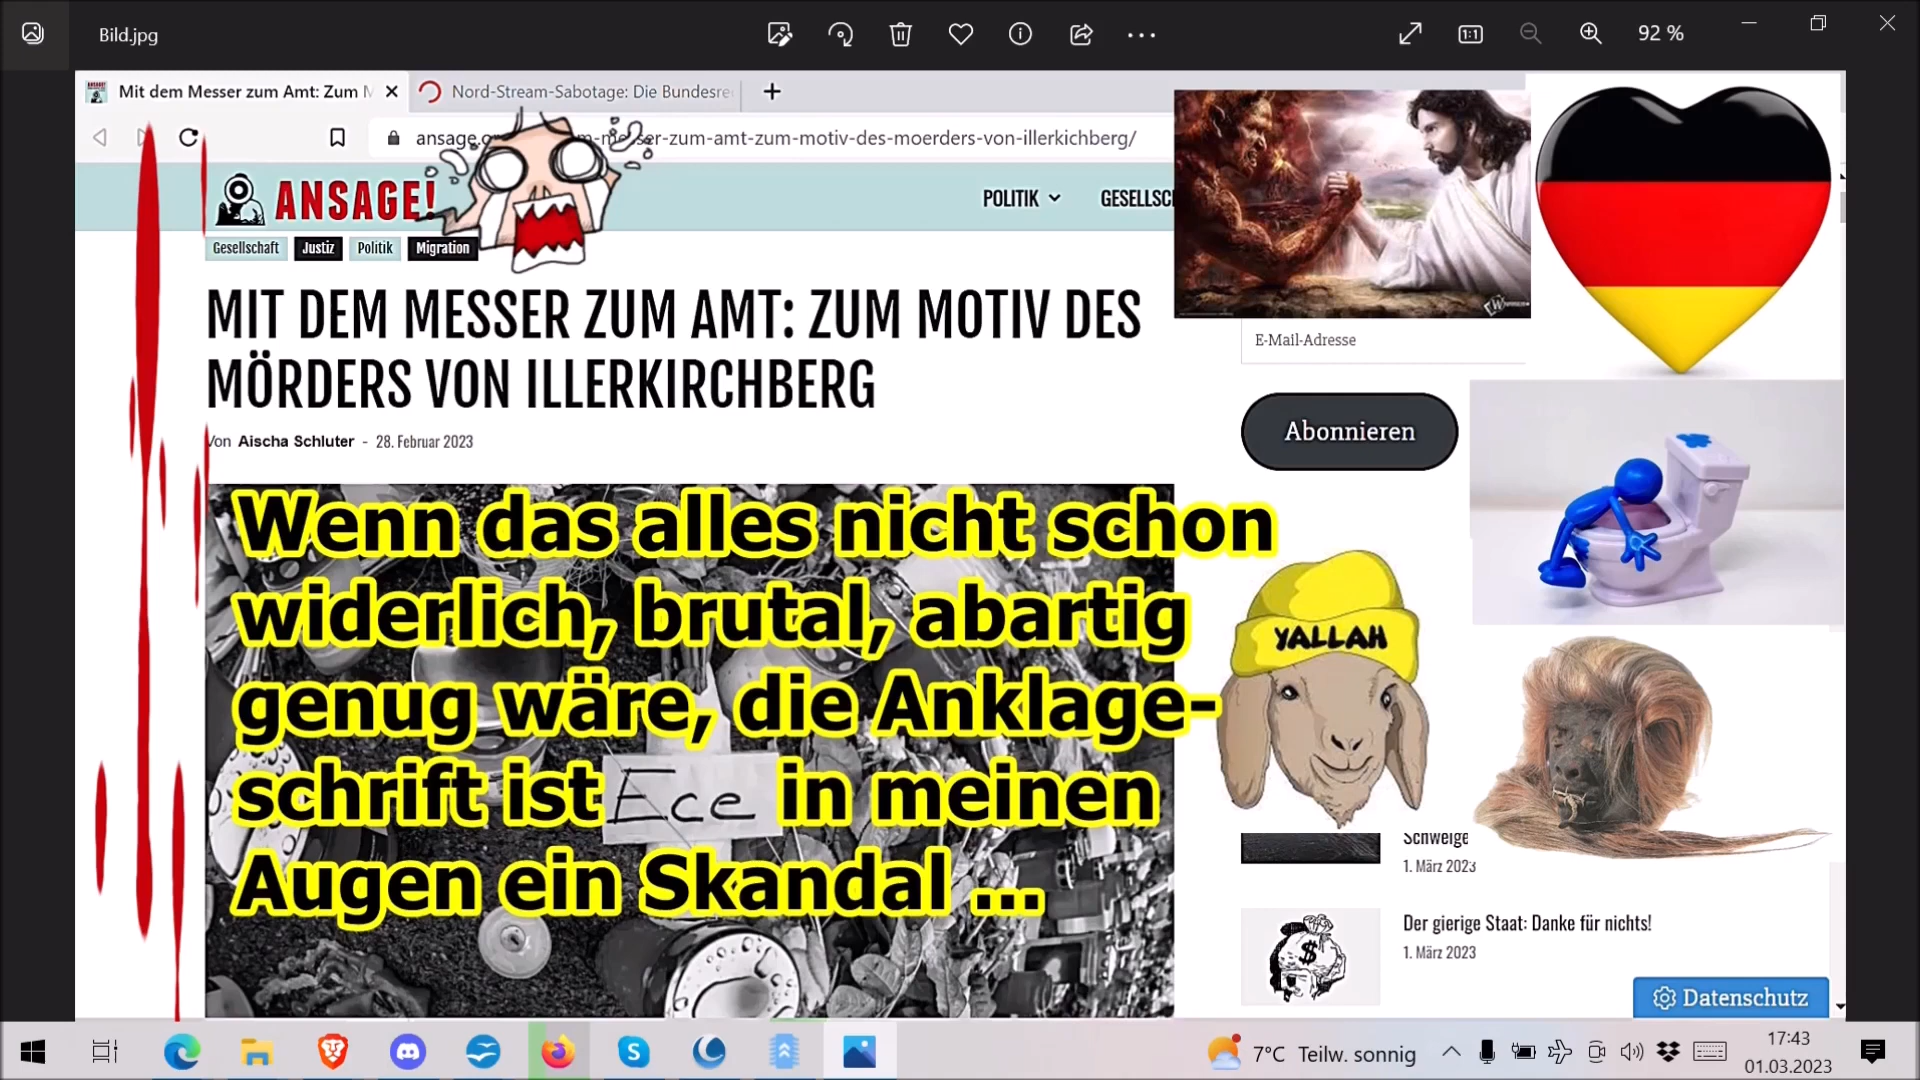 Bild.jpg
92 %
Mit dem Messer zum Amt: Zum M
Nord-Stream-Sabotage: Die Bundesre
ser-zum-amt-zum-motiv-des-moerders-von-illerkichberg/
ANSAGE!
POLITIK
Gesellschaft
Justiz
Politik
Migration
MIT DEM MESSER ZUM AMT: ZUM MOTIV DES
MÖRDERS VON ILLERKIRCHBERG
Von Aischa Schluter - 28. Februar 2023
E-Mail-Adresse
Abonnieren
Wenn das alles nicht schon
widerlich, brutal, abartig
genug wäre, die Anklage-
schrift ist Ece in meinen
Augen ein Skandal ...
YALLAH
Schweige
1. März 2023
Der gierige Staat: Danke für nichts!
1. März 2023
Datenschutz
7°C Teilw. sonnig
17:43
01.03.2023